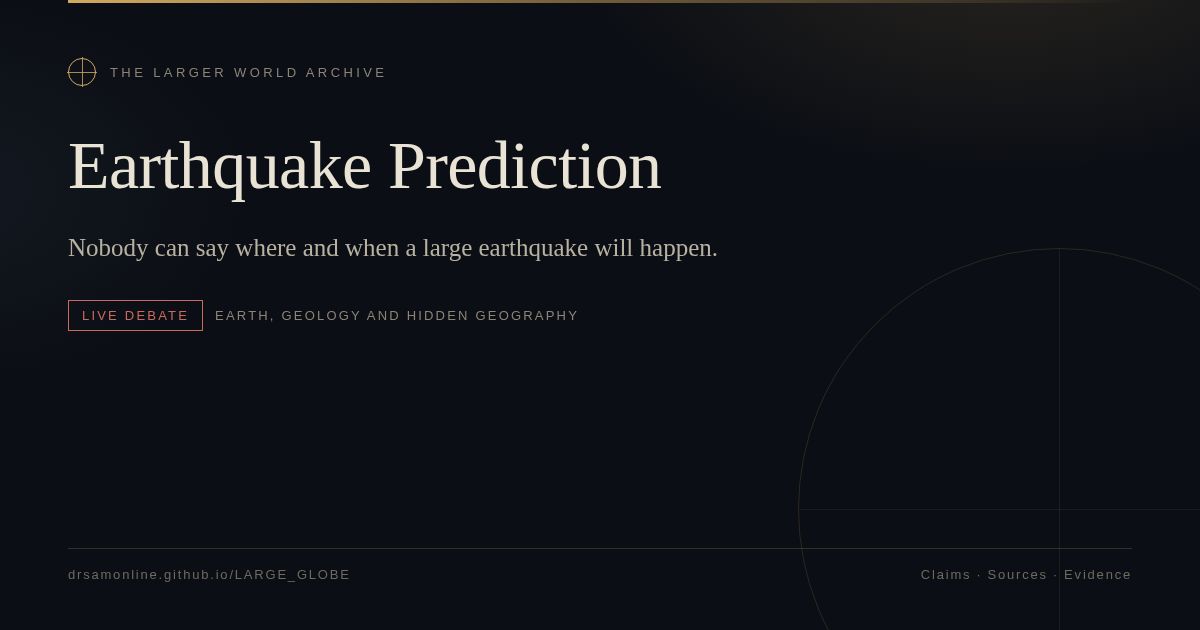 THE LARGER WORLD ARCHIVE
Earthquake Prediction
Nobody can say where and when a large earthquake will happen.
LIVE DEBATE EARTH, GEOLOGY AND HIDDEN GEOGRAPHY
drsamonline.github.io/LARGE_GLOBE Claims · Sources · Evidence